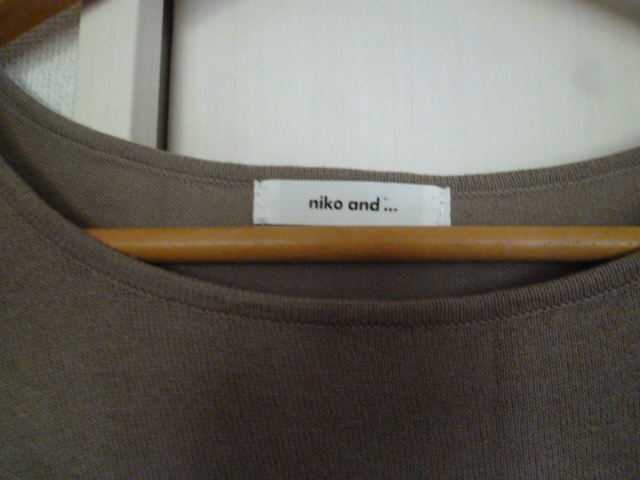 niko and ...